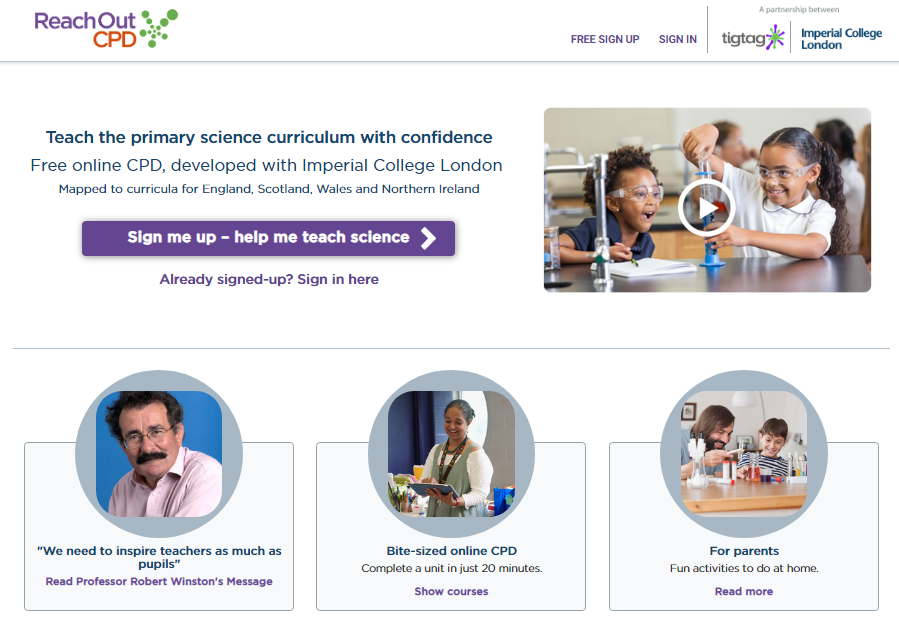 ReachOut
CPD
FREE SIGN UP
SIGN IN
A partnership between
tigtag
Imperial College
London
Teach the primary science curriculum with confidence
Free online CPD, developed with Imperial College London
Mapped to curricula for England, Scotland, Wales and Northern Ireland
Sign me up – help me teach science
Already signed-up? Sign in here
"We need to inspire teachers as much as
pupils"
Read Professor Robert Winston's Message
Bite-sized online CPD
Complete a unit in just 20 minutes.
Show courses
For parents
Fun activities to do at home.
Read more